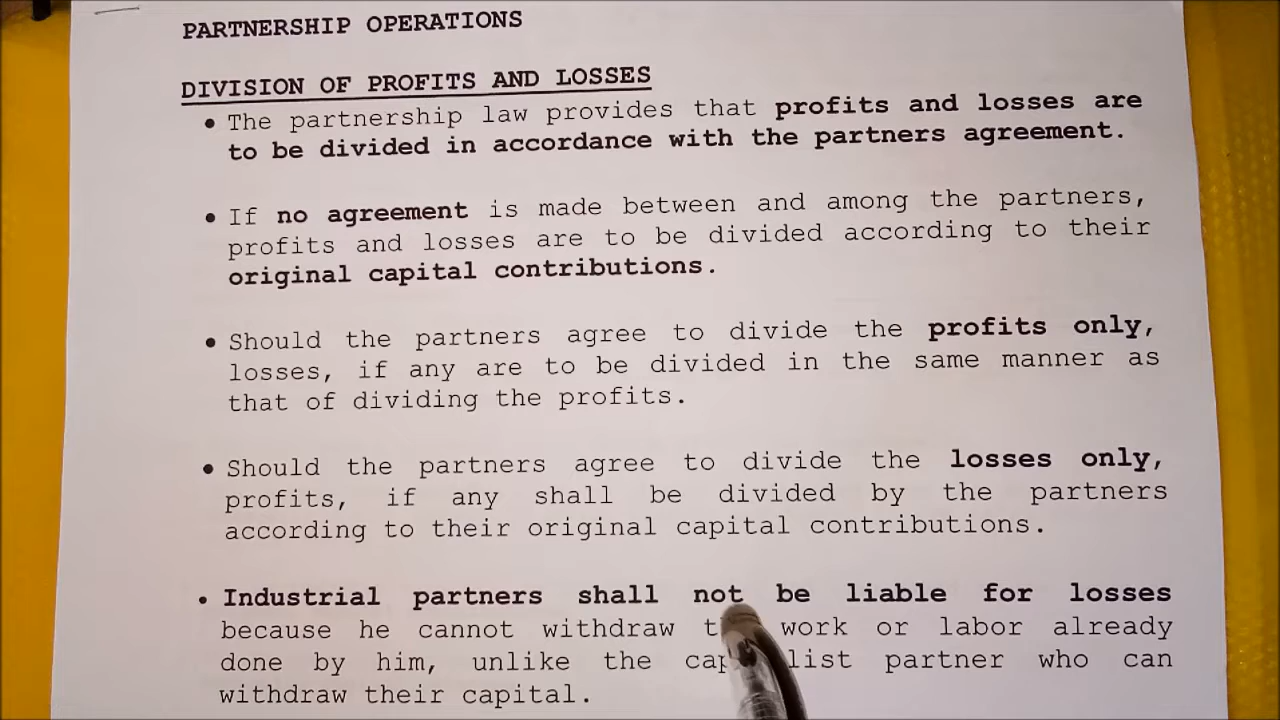 PARTNERSHIP OPERATIONS
DIVISION OF PROFITS AND LOSSES
• The partnership law provides that profits and losses are
to be divided in accordance with the partners agreement.
• If no agreement is made between and among the partners,
profits and losses are to be divided according to their
original capital contributions.
• Should the partners agree to divide the profits only,
losses, if any are to be divided in the same manner as
that of dividing the profits.
• Should the partners agree to divide the losses only,
profits, if any shall be divided by the partners
according to their original capital contributions.
• Industrial partners shall not be liable for losses
because he cannot withdraw work or labor already
done by him, unlike the partner who can
withdraw their capital.